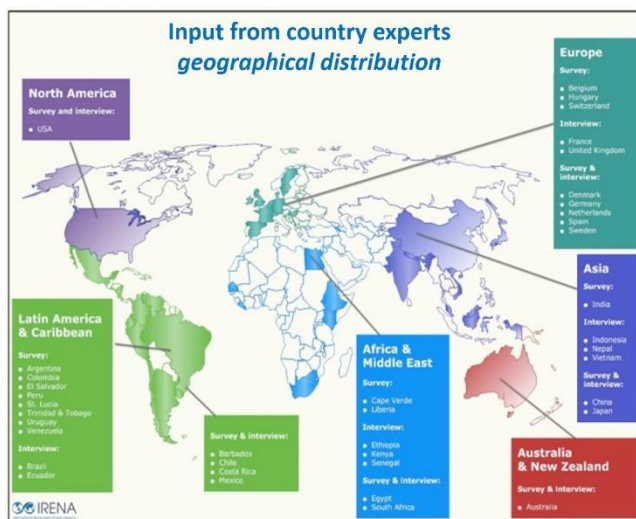 Input from country experts
geographical distribution
North America
Survey and interview:
USA
Europe
Survey:
Belgium
Hungary
Switzerland
Interview:
France
United Kingdom
Survey &
interview:
Denmark
Germany
Netherlands
Spain
Sweden
Asia
Survey:
India
Interview:
Indonesia
Nepal
Vietnam
Survey &
interview:
China
Japan
Latin America
& Caribbean
Survey:
Argentina
Colombia
El Salvador
Peru
St. Lucia
Trinidad & Tobago
Uruguay
Venezuela
Interview:
Brazil
Ecuador
Survey & interview:
Barbados
Chile
Costa Rica
Mexico
Africa &
Middle East
Survey:
Cape Verde
Liberia
Interview:
Ethiopia
Kenya
Senegal
Survey & interview:
Egypt
South Africa
Australia
& New Zealand
Survey & interview:
Australia
IRENA